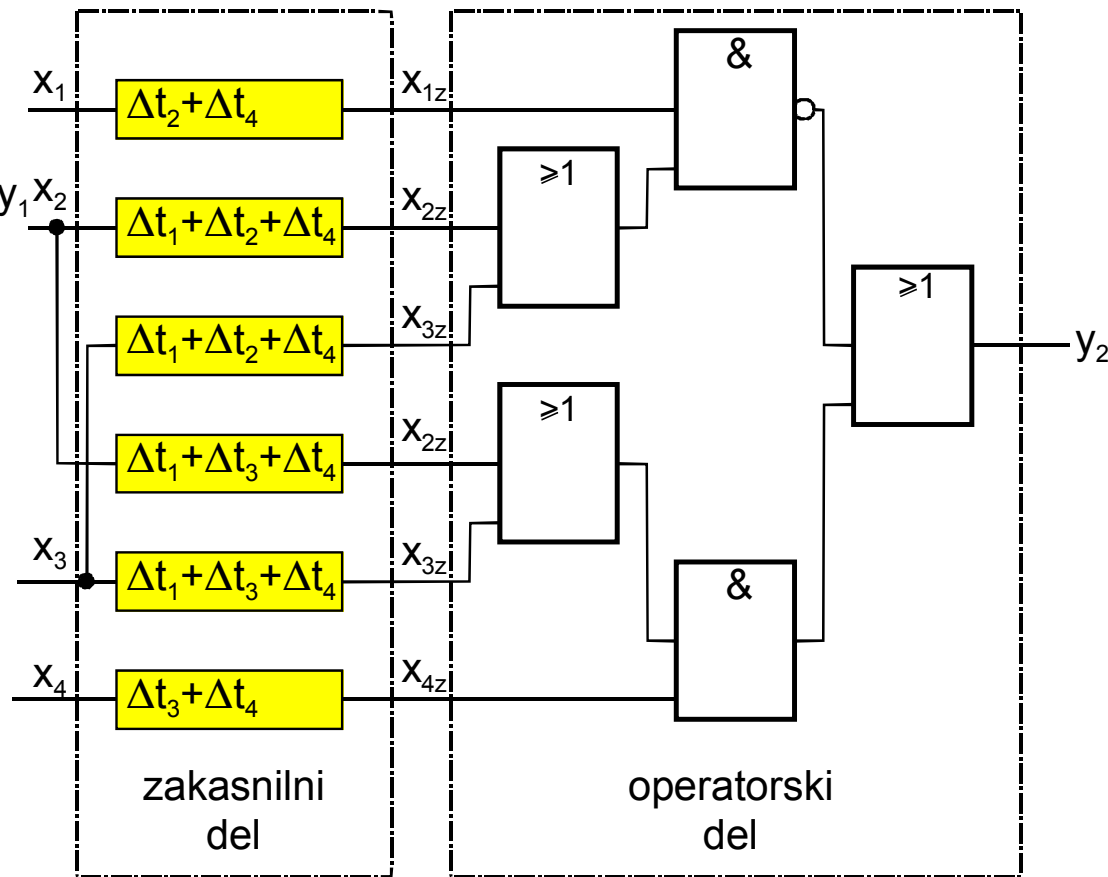 &
x₁ Δt₂+Δt₄ x₁z
≥1
y₁ x₂ Δt₁+Δt₂+Δt₄ x₂z
≥1
x₃z
Δt₁+Δt₂+Δt₄
y₂
≥1
x₂z
Δt₁+Δt₃+Δt₄
x₃ Δt₁+Δt₃+Δt₄ x₃z
&
x₄ Δt₃+Δt₄ x₄z
zakasnilni
del
operatorski
del